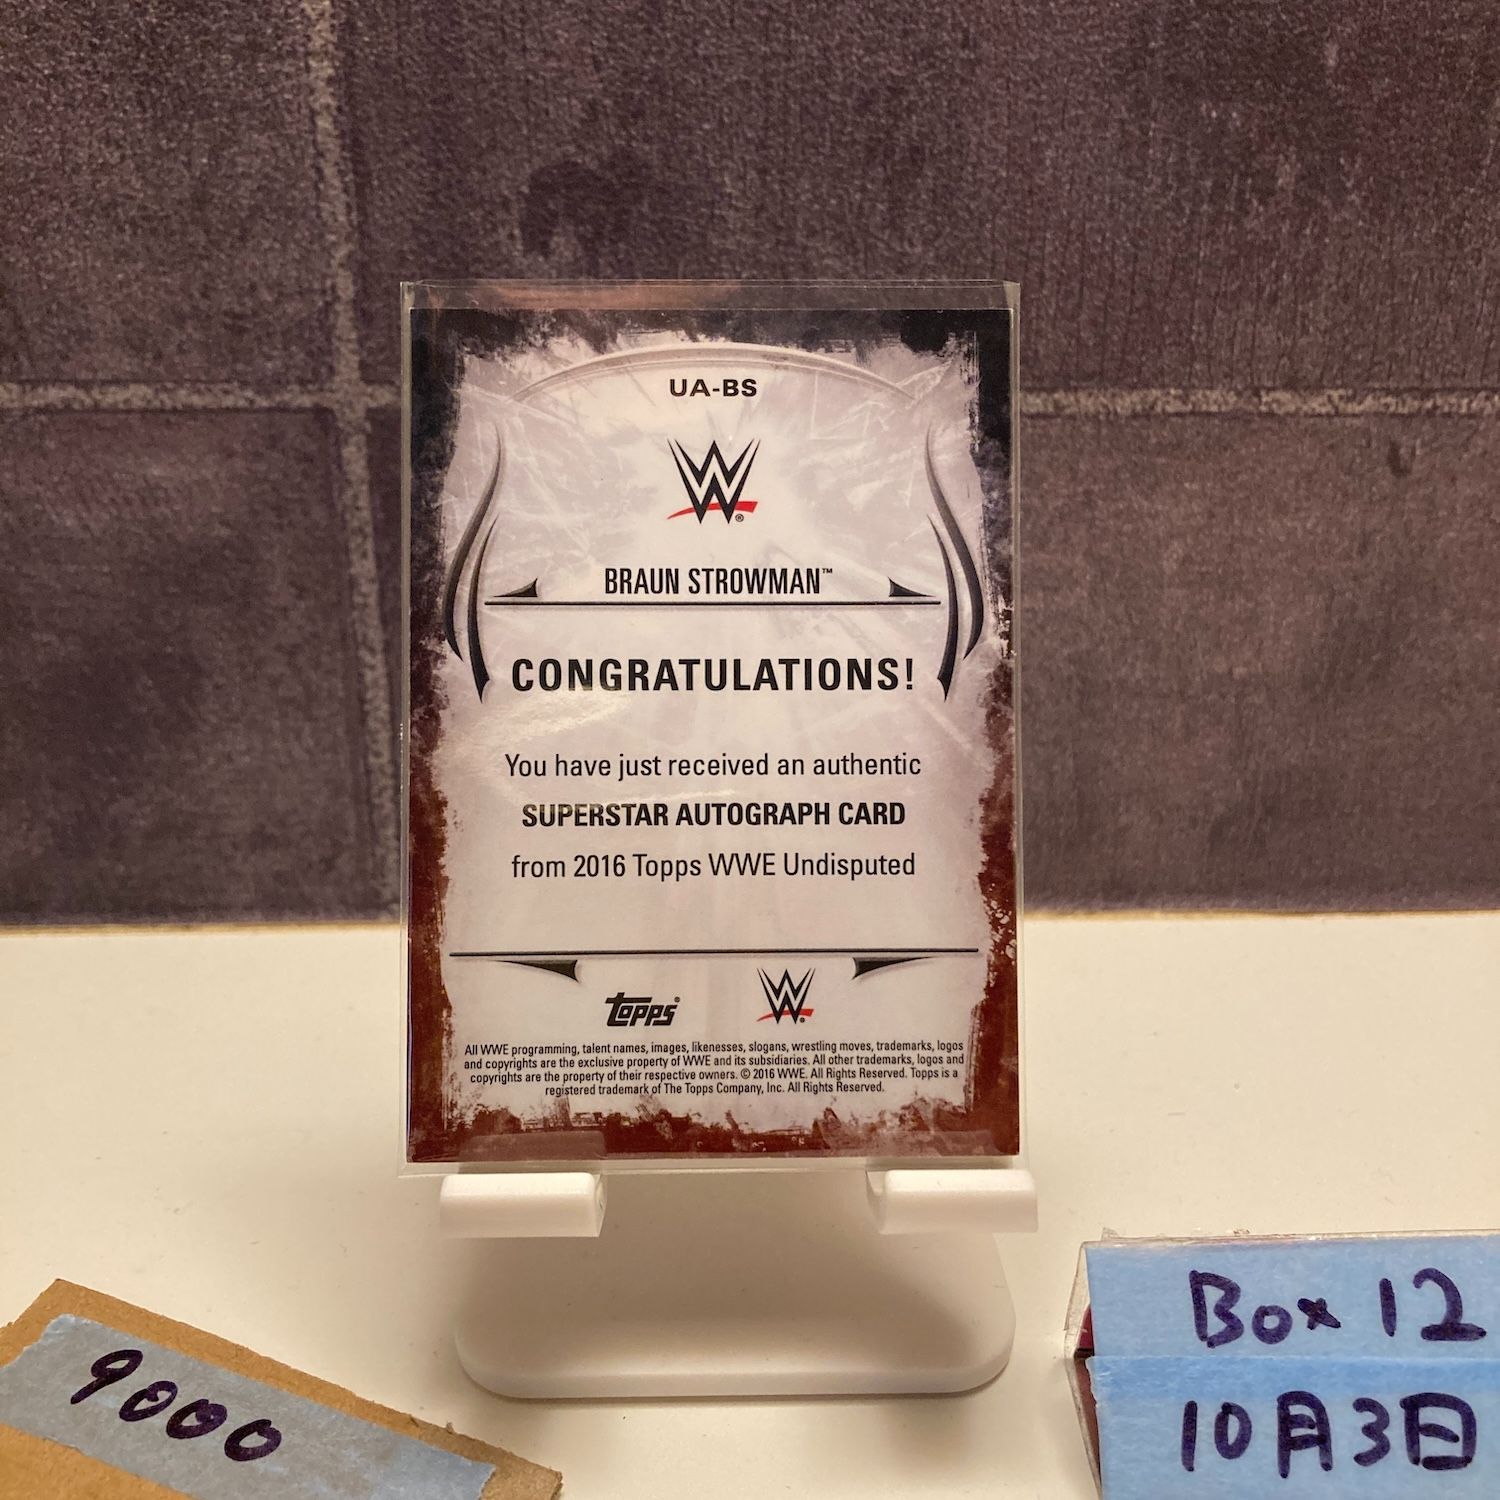 UA-BS
W
BRAUN STROWMAN™
CONGRATULATIONS!
You have just received an authentic
SUPERSTAR AUTOGRAPH CARD
from 2016 Topps WWE Undisputed
Topps® W
All WWE programming, talent names, images, likenesses, slogans, wrestling moves, trademarks, logos
and copyrights are the exclusive property of WWE and its subsidiaries. All other trademarks, logos and
copyrights are the property of their respective owners. © 2016 WWE. All Rights Reserved. Topps is a
registered trademark of The Topps Company, Inc. All Rights Reserved.
9000
Box 12
10月3日